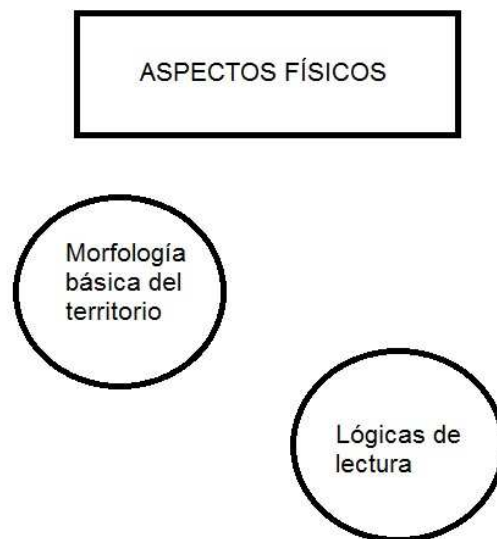 ASPECTOS FÍSICOS
Morfología
básica del
territorio
Lógicas de
lectura